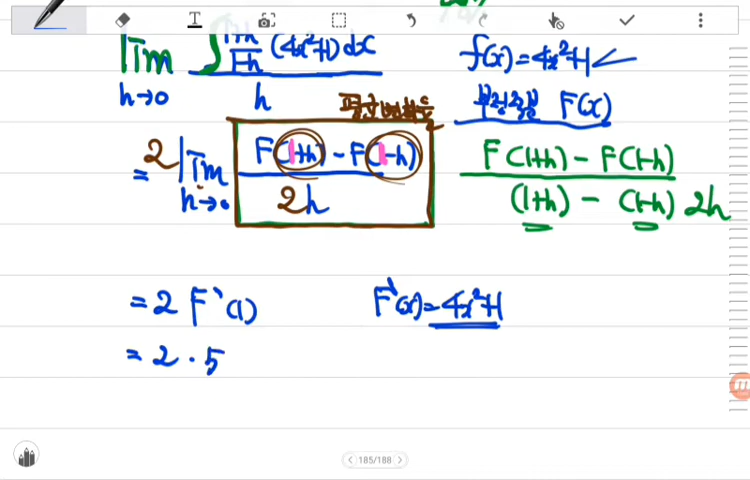 lim ∫_{1-h}^{1+h} (4x²+1)dx f(x)=4x²+1
h→0 h 부정적분 F(x)
평균변화율
= 2 lim F(1+h) - F(1-h) F(1+h) - F(1-h)
h→0 2h (1+h) - (1-h) 2h
= 2 F'(1) F'(x)=4x²+1
= 2 · 5
185/188